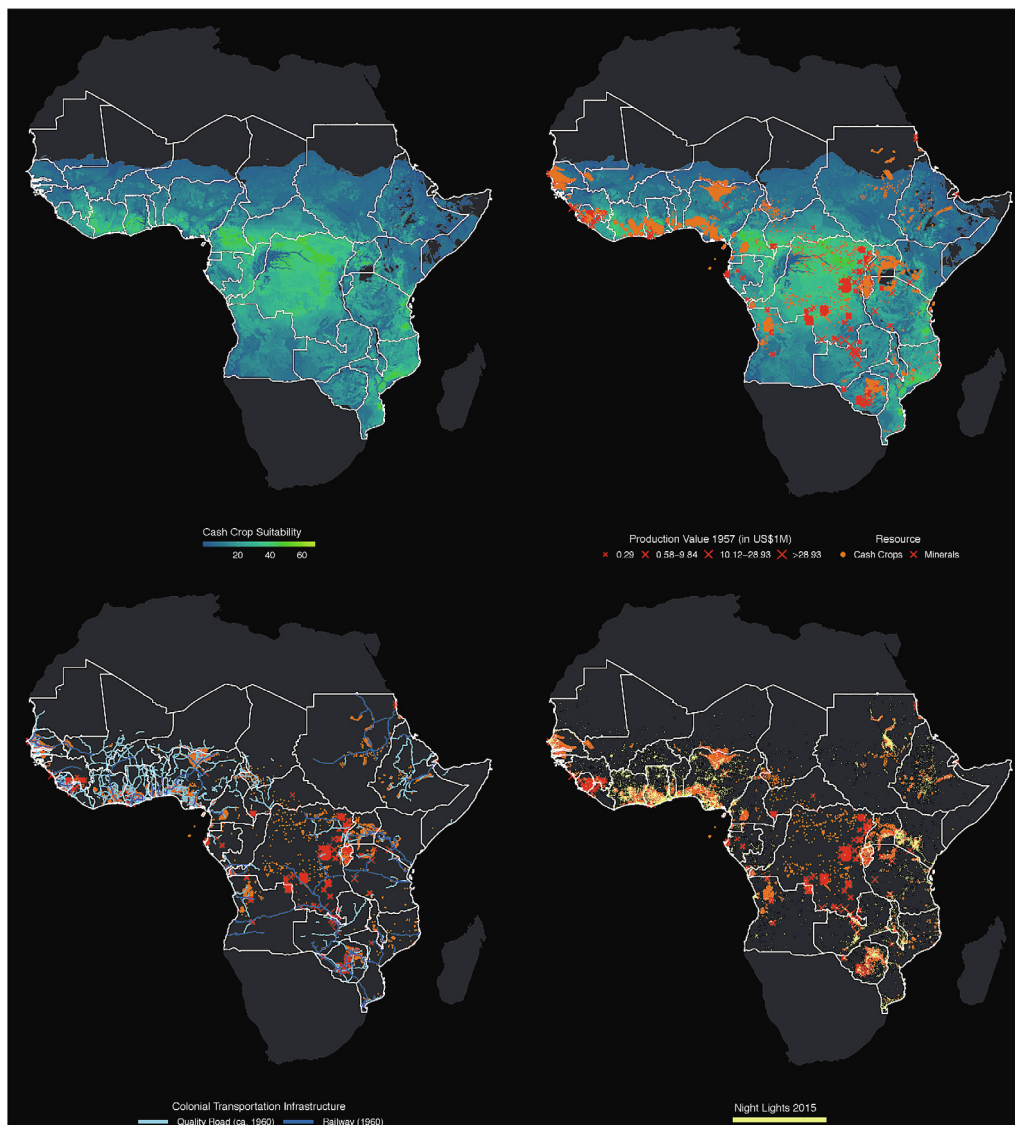 Cash Crop Suitability
20 40 60
Production Value 1957 (in US$1M) Resource
0.29 0.58–9.84 10.12–28.93 >28.93 Cash Crops Minerals
Colonial Transportation Infrastructure
Quality Road (ca. 1960) Railway (1960)
Night Lights 2015